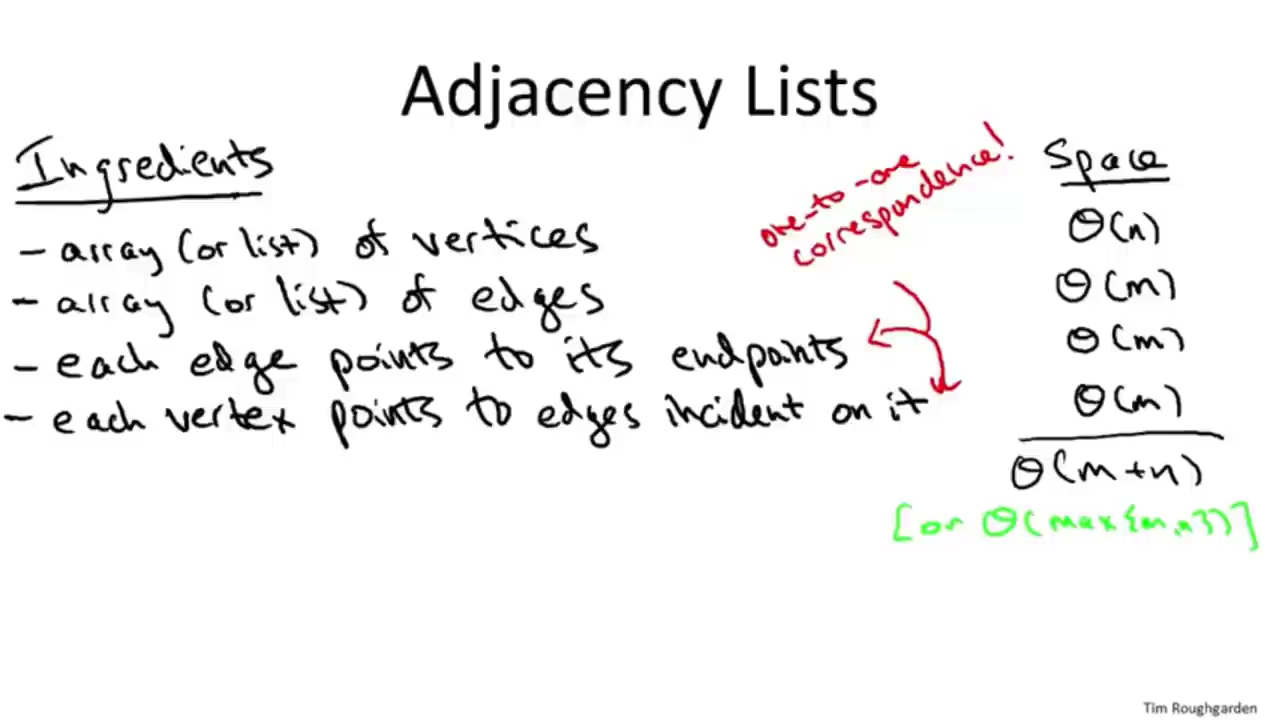 Adjacency Lists
Ingredients
- array (or list) of vertices
- array (or list) of edges
- each edge points to its endpoints
- each vertex points to edges incident on it
one-to-one
correspondence!
Space
Θ(n)
Θ(m)
Θ(m)
Θ(m)
Θ(m+n)
[or Θ(max{m,n})]
Tim Roughgarden